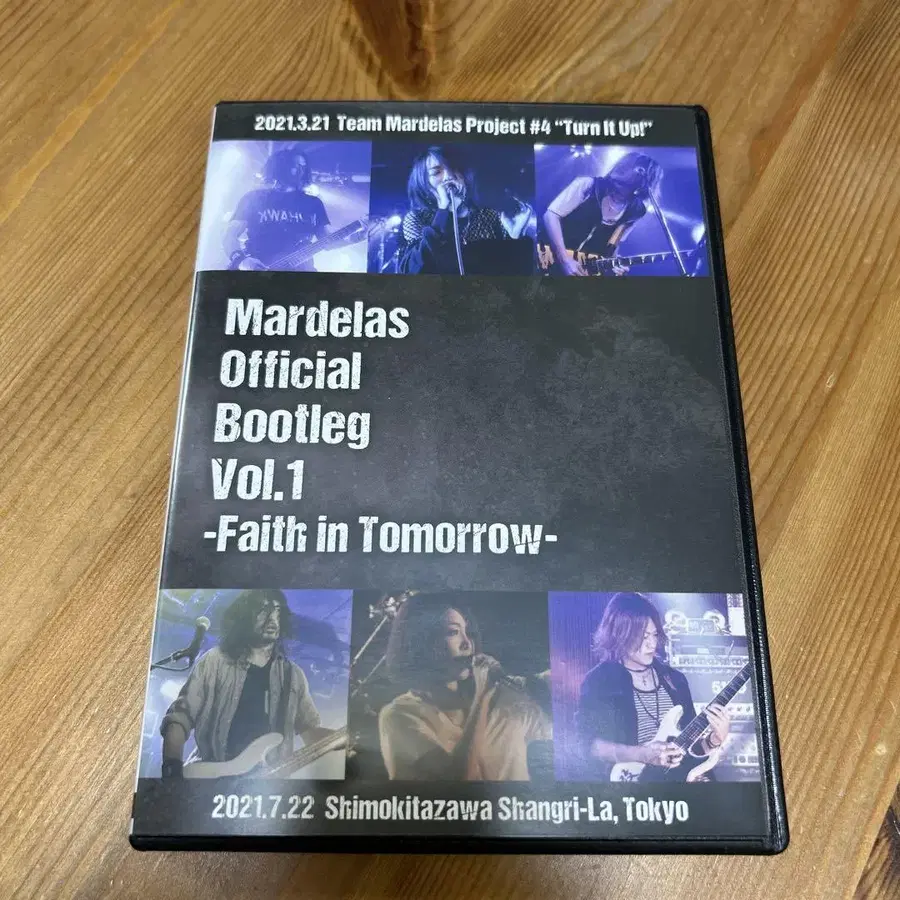 2021.3.21 Team Mardelas Project #4 "Turn It Up!"
Mardelas
Official
Bootleg
Vol.1
-Faith in Tomorrow-
2021.7.22 Shimokitazawa Shangri-La, Tokyo